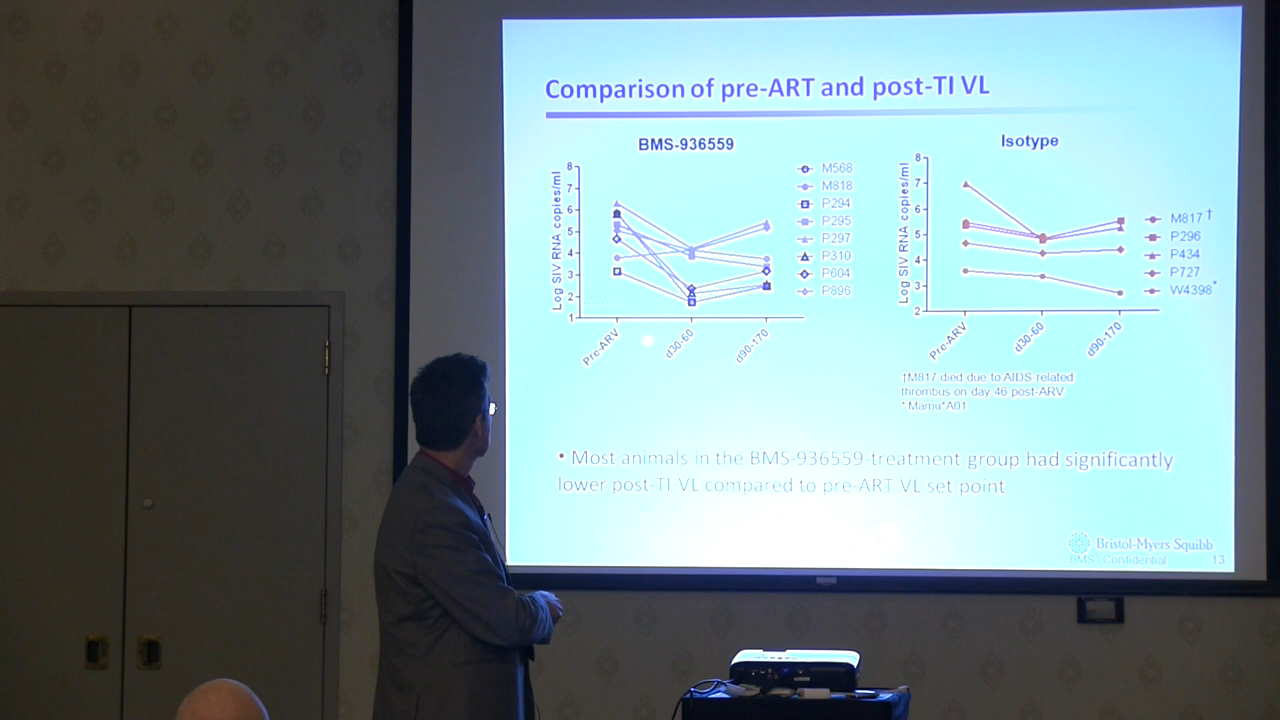 Comparison of pre-ART and post-TI VL
BMS-936559
Log SIV RNA copies/ml
8
7
6
5
4
3
2
1
Pre-ARV
d30-60
d90-170
M568
M818
P294
P295
P297
P310
P604
P896
Isotype
Log SIV RNA copies/ml
8
7
6
5
4
3
2
Pre-ARV
d30-60
d90-170
M817 †
P296
P434
P727
W4398*
†M817 died due to AIDS-related
thrombus on day 46 post-ARV
* Mamu*A01
• Most animals in the BMS-936559 treatment group had significantly
lower post-TI VL compared to pre-ART VL set point
Bristol-Myers Squibb
BMS - Confidential
13